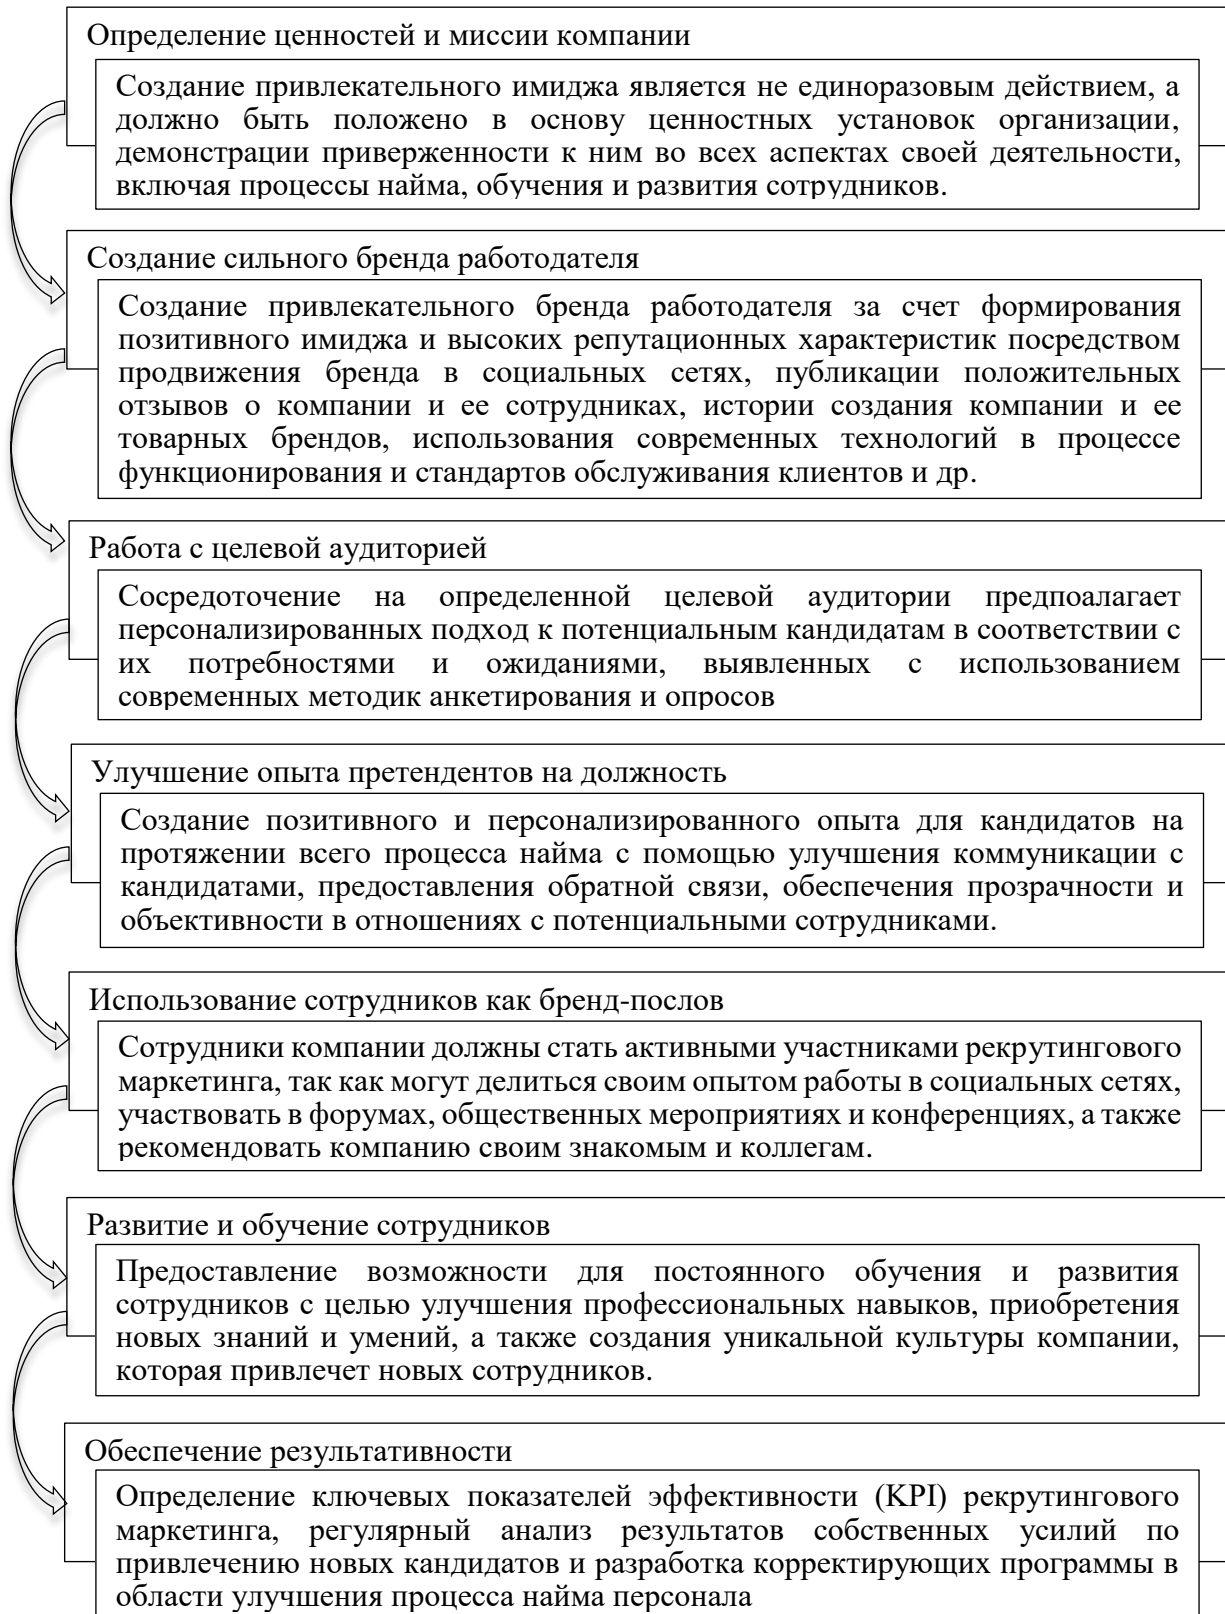 Определение ценностей и миссии компании
Создание привлекательного имиджа является не единоразовым действием, а
должно быть положено в основу ценностных установок организации,
демонстрации приверженности к ним во всех аспектах своей деятельности,
включая процессы найма, обучения и развития сотрудников.
Создание сильного бренда работодателя
Создание привлекательного бренда работодателя за счет формирования
позитивного имиджа и высоких репутационных характеристик посредством
продвижения бренда в социальных сетях, публикации положительных
отзывов о компании и ее сотрудниках, истории создания компании и ее
товарных брендов, использования современных технологий в процессе
функционирования и стандартов обслуживания клиентов и др.
Работа с целевой аудиторией
Сосредоточение на определенной целевой аудитории предпоалагает
персонализированных подход к потенциальным кандидатам в соответствии с
их потребностями и ожиданиями, выявленных с использованием
современных методик анкетирования и опросов
Улучшение опыта претендентов на должность
Создание позитивного и персонализированного опыта для кандидатов на
протяжении всего процесса найма с помощью улучшения коммуникации с
кандидатами, предоставления обратной связи, обеспечения прозрачности и
объективности в отношениях с потенциальными сотрудниками.
Использование сотрудников как бренд-послов
Сотрудники компании должны стать активными участниками рекрутингового
маркетинга, так как могут делиться своим опытом работы в социальных сетях,
участвовать в форумах, общественных мероприятиях и конференциях, а также
рекомендовать компанию своим знакомым и коллегам.
Развитие и обучение сотрудников
Предоставление возможности для постоянного обучения и развития
сотрудников с целью улучшения профессиональных навыков, приобретения
новых знаний и умений, а также создания уникальной культуры компании,
которая привлечет новых сотрудников.
Обеспечение результативности
Определение ключевых показателей эффективности (KPI) рекрутингового
маркетинга, регулярный анализ результатов собственных усилий по
привлечению новых кандидатов и разработка корректирующих программы в
области улучшения процесса найма персонала